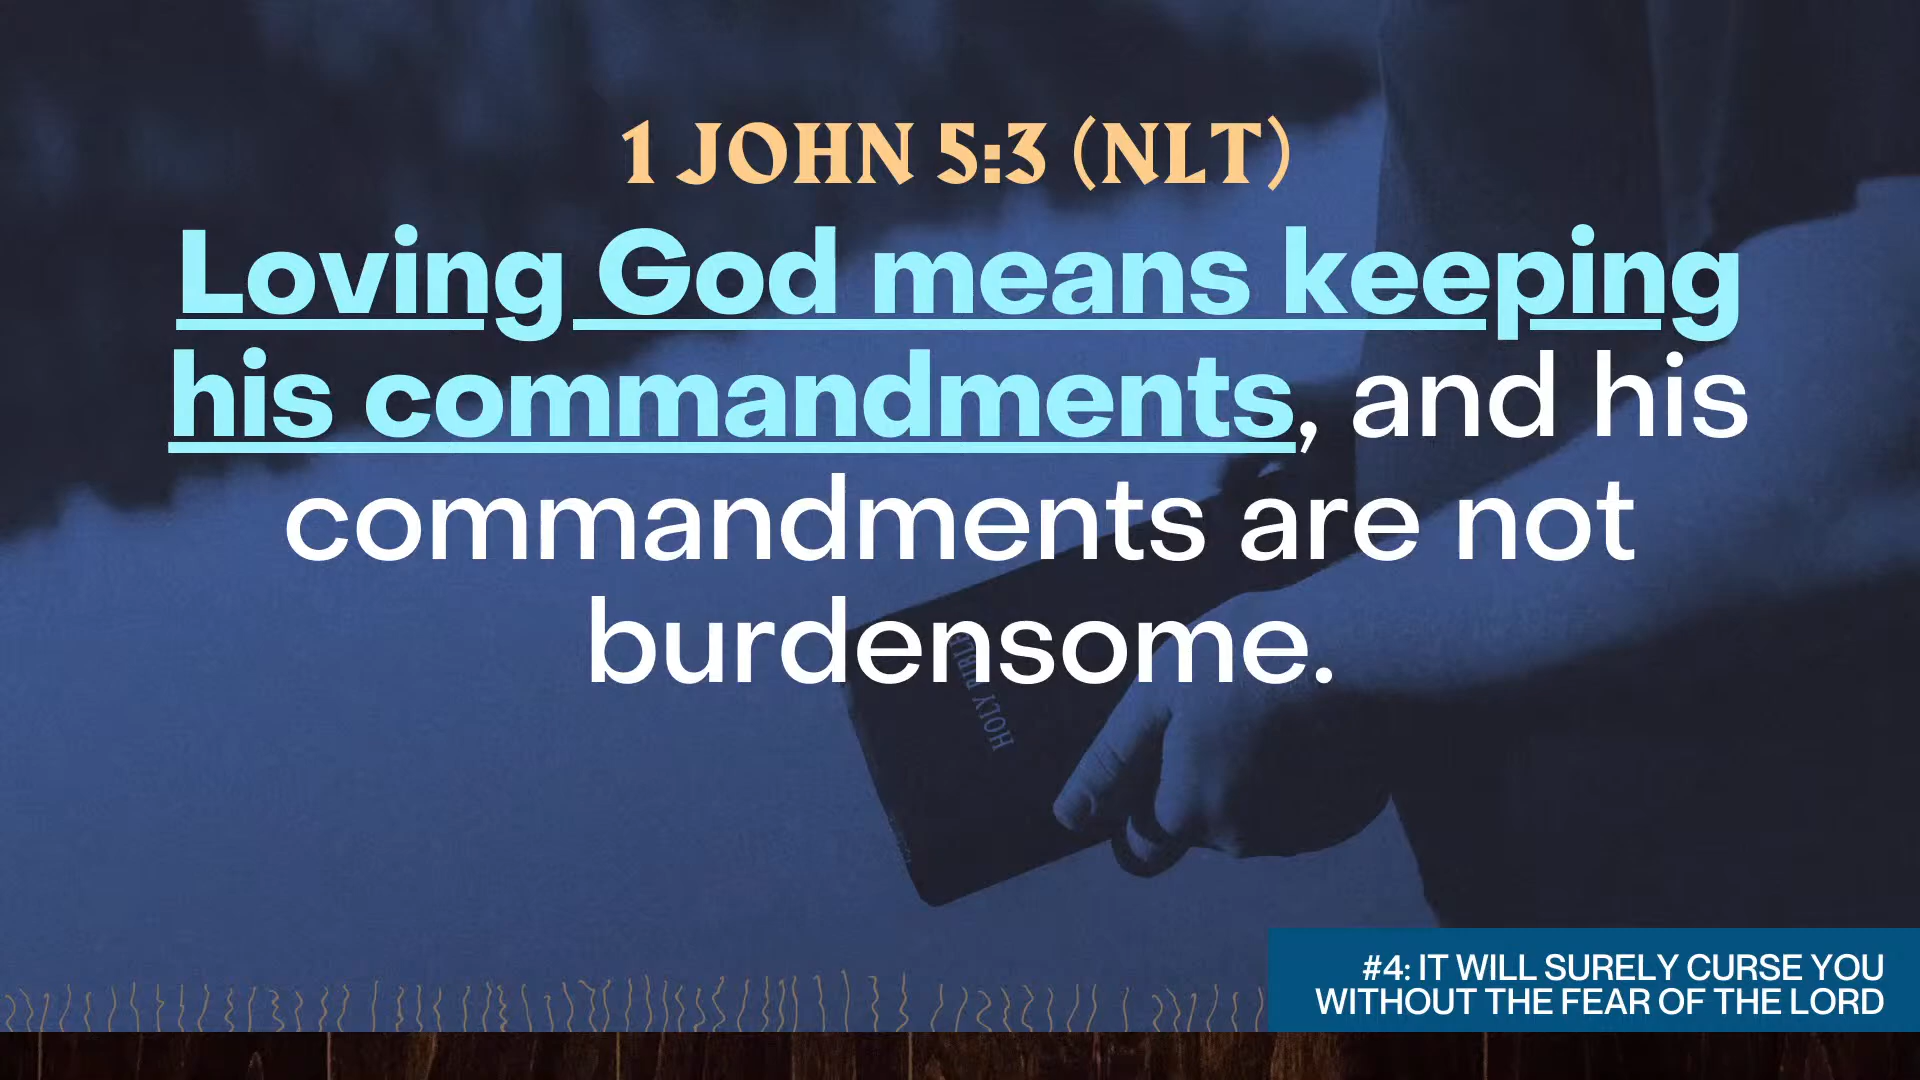 1 JOHN 5:3 (NLT)
Loving God means keeping
his commandments, and his
commandments are not
burdensome.
HOLY BIBLE
#4: IT WILL SURELY CURSE YOU
WITHOUT THE FEAR OF THE LORD